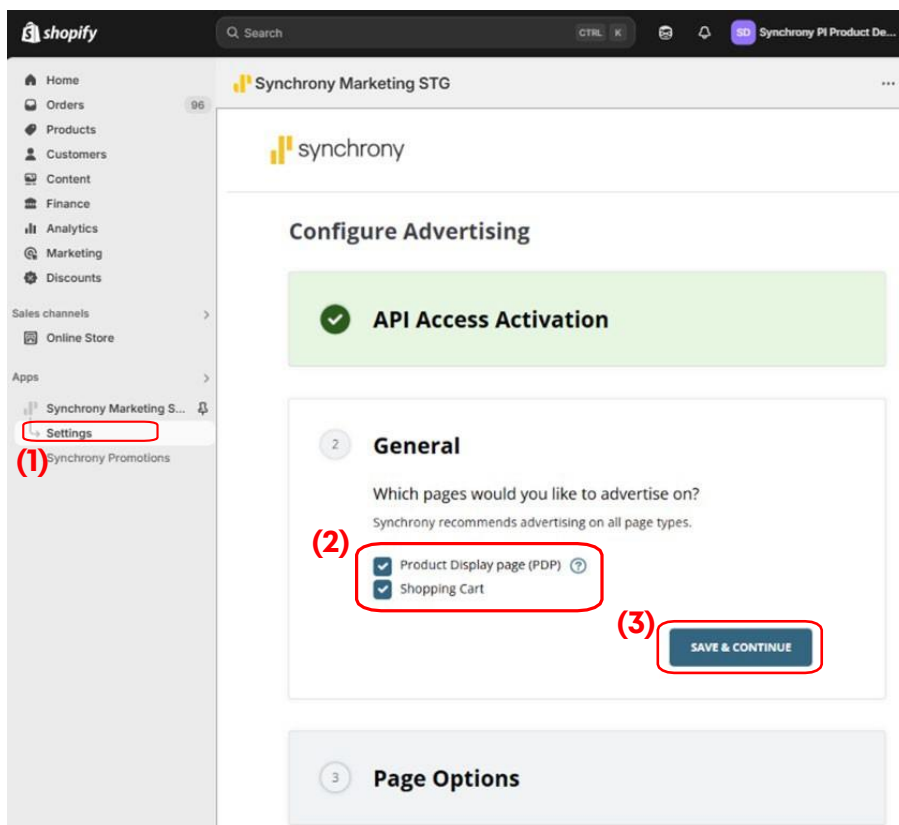 shopify
Search
CTRL K
SD
Synchrony PI Product De...
Home
Orders 96
Products
Customers
Content
Finance
Analytics
Marketing
Discounts
Sales channels
Online Store
Apps
Synchrony Marketing S...
Settings
(1)
Synchrony Promotions
Synchrony Marketing STG
...
synchrony
Configure Advertising
API Access Activation
2 General
Which pages would you like to advertise on?
Synchrony recommends advertising on all page types.
(2)
Product Display page (PDP) ?
Shopping Cart
(3)
SAVE & CONTINUE
3 Page Options